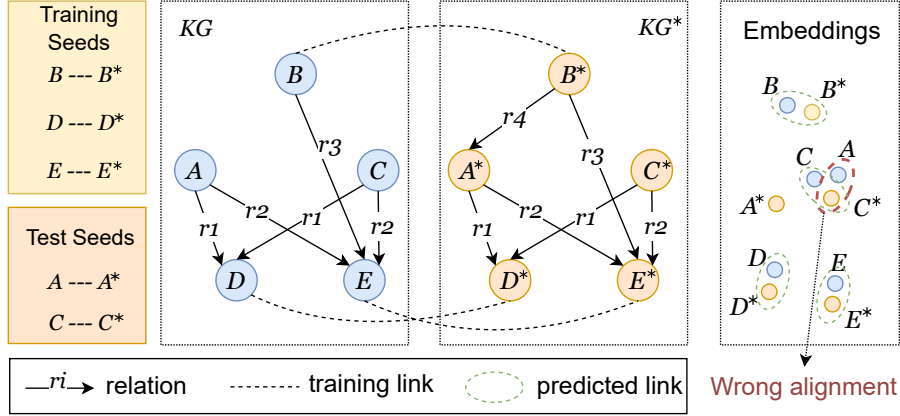 Training
Seeds
B --- B*
D --- D*
E --- E*
Test Seeds
A --- A*
C --- C*
KG
B
A
C
r3
r1
r2
r1
r2
D
E
KG*
B*
r4
A*
r3
C*
r1
r2
r1
r2
D*
E*
Embeddings
B
B*
A
C
A*
C*
D
E
D*
E*
ri
relation
training link
predicted link
Wrong alignment